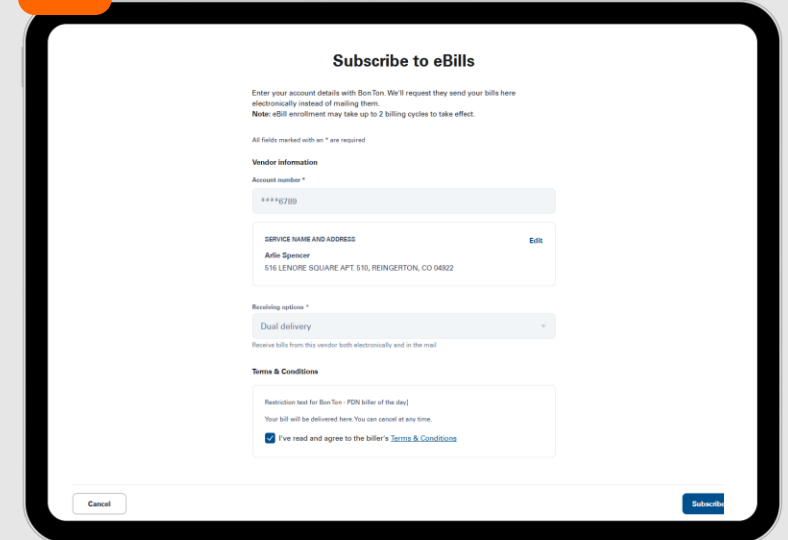 Subscribe to eBills
Enter your account details with BonTon. We'll request they send your bills here
electronically instead of mailing them.
Note: eBill enrollment may take up to 2 billing cycles to take effect.
All fields marked with an * are required
Vendor information
Account number *
****6789
SERVICE NAME AND ADDRESS
Edit
Arlie Spencer
516 LENORE SQUARE APT. 510, REINGERTON, CO 04922
Receiving options *
Dual delivery
Receive bills from this vendor both electronically and in the mail
Terms & Conditions
Restriction text for BonTon - PDN biller of the day|
Your bill will be delivered here. You can cancel at any time.
I've read and agree to the biller's Terms & Conditions
Cancel
Subscribe